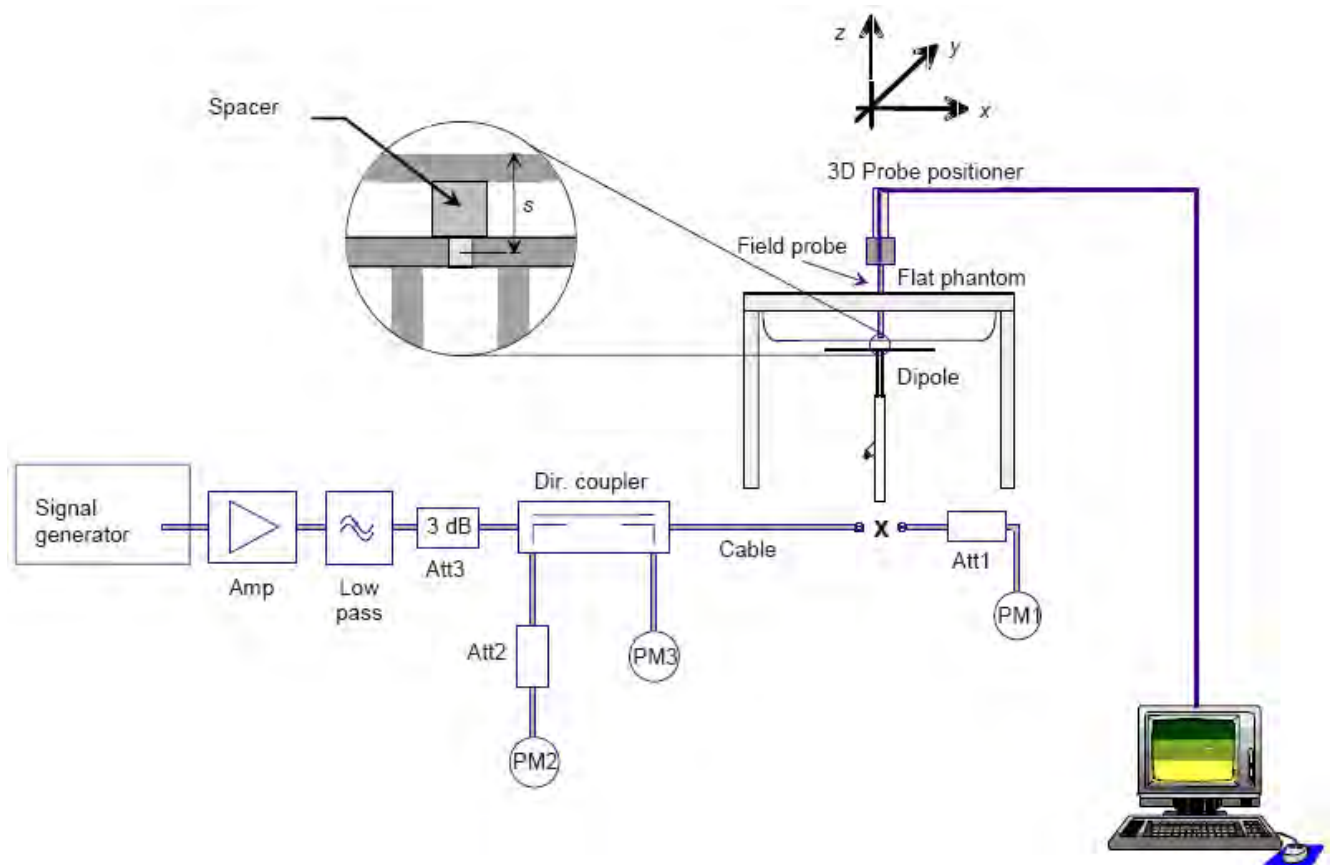 z
y
x
Spacer
s
3D Probe positioner
Field probe
Flat phantom
Dipole
Signal
generator
Amp
Low
pass
3 dB
Att3
Dir. coupler
Cable
X
Att1
PM1
Att2
PM3
PM2